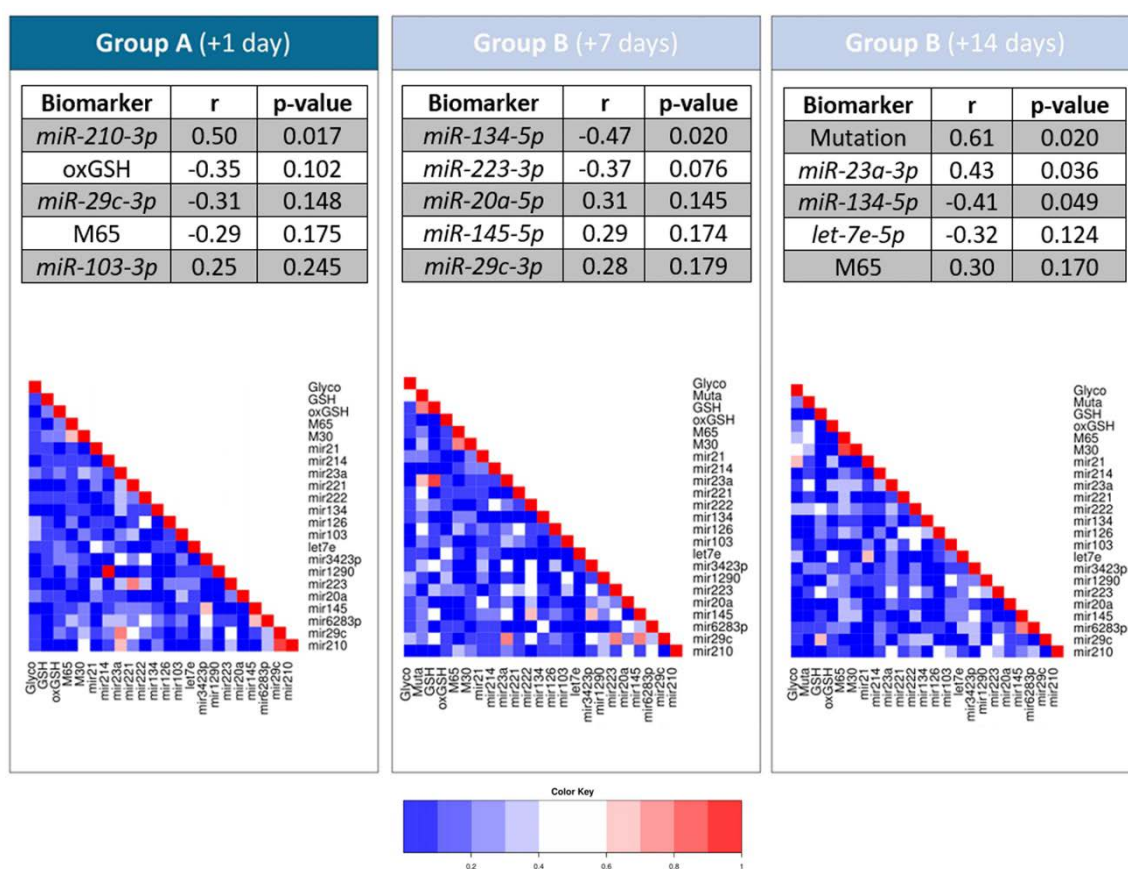 Group A (+1 day)
Biomarker r p-value
miR-210-3p 0.50 0.017
oxGSH -0.35 0.102
miR-29c-3p -0.31 0.148
M65 -0.29 0.175
miR-103-3p 0.25 0.245
Glyco
GSH
oxGSH
M65
M30
mir21
mir214
mir23a
mir221
mir222
mir134
mir126
mir103
let7e
mir3423p
mir1290
mir223
mir20a
mir145
mir6283p
mir29c
mir210
Glyco GSH oxGSH M65 M30 mir21 mir214 mir23a mir221 mir222 mir134 mir126 mir103 let7e mir3423p mir1290 mir223 mir20a mir145 mir6283p mir29c mir210
Group B (+7 days)
Biomarker r p-value
miR-134-5p -0.47 0.020
miR-223-3p -0.37 0.076
miR-20a-5p 0.31 0.145
miR-145-5p 0.29 0.174
miR-29c-3p 0.28 0.179
Glyco
Muta
GSH
oxGSH
M65
M30
mir21
mir214
mir23a
mir221
mir222
mir134
mir126
mir103
let7e
mir3423p
mir1290
mir223
mir20a
mir145
mir6283p
mir29c
mir210
Glyco Muta GSH oxGSH M65 M30 mir21 mir214 mir23a mir221 mir222 mir134 mir126 mir103 let7e mir3423p mir1290 mir223 mir20a mir145 mir6283p mir29c mir210
Group B (+14 days)
Biomarker r p-value
Mutation 0.61 0.020
miR-23a-3p 0.43 0.036
miR-134-5p -0.41 0.049
let-7e-5p -0.32 0.124
M65 0.30 0.170
Glyco
Muta
GSH
oxGSH
M65
M30
mir21
mir214
mir23a
mir221
mir222
mir134
mir126
mir103
let7e
mir3423p
mir1290
mir223
mir20a
mir145
mir6283p
mir29c
mir210
Glyco Muta GSH oxGSH M65 M30 mir21 mir214 mir23a mir221 mir222 mir134 mir126 mir103 let7e mir3423p mir1290 mir223 mir20a mir145 mir6283p mir29c mir210
Color Key
0.2 0.4 0.6 0.8 1